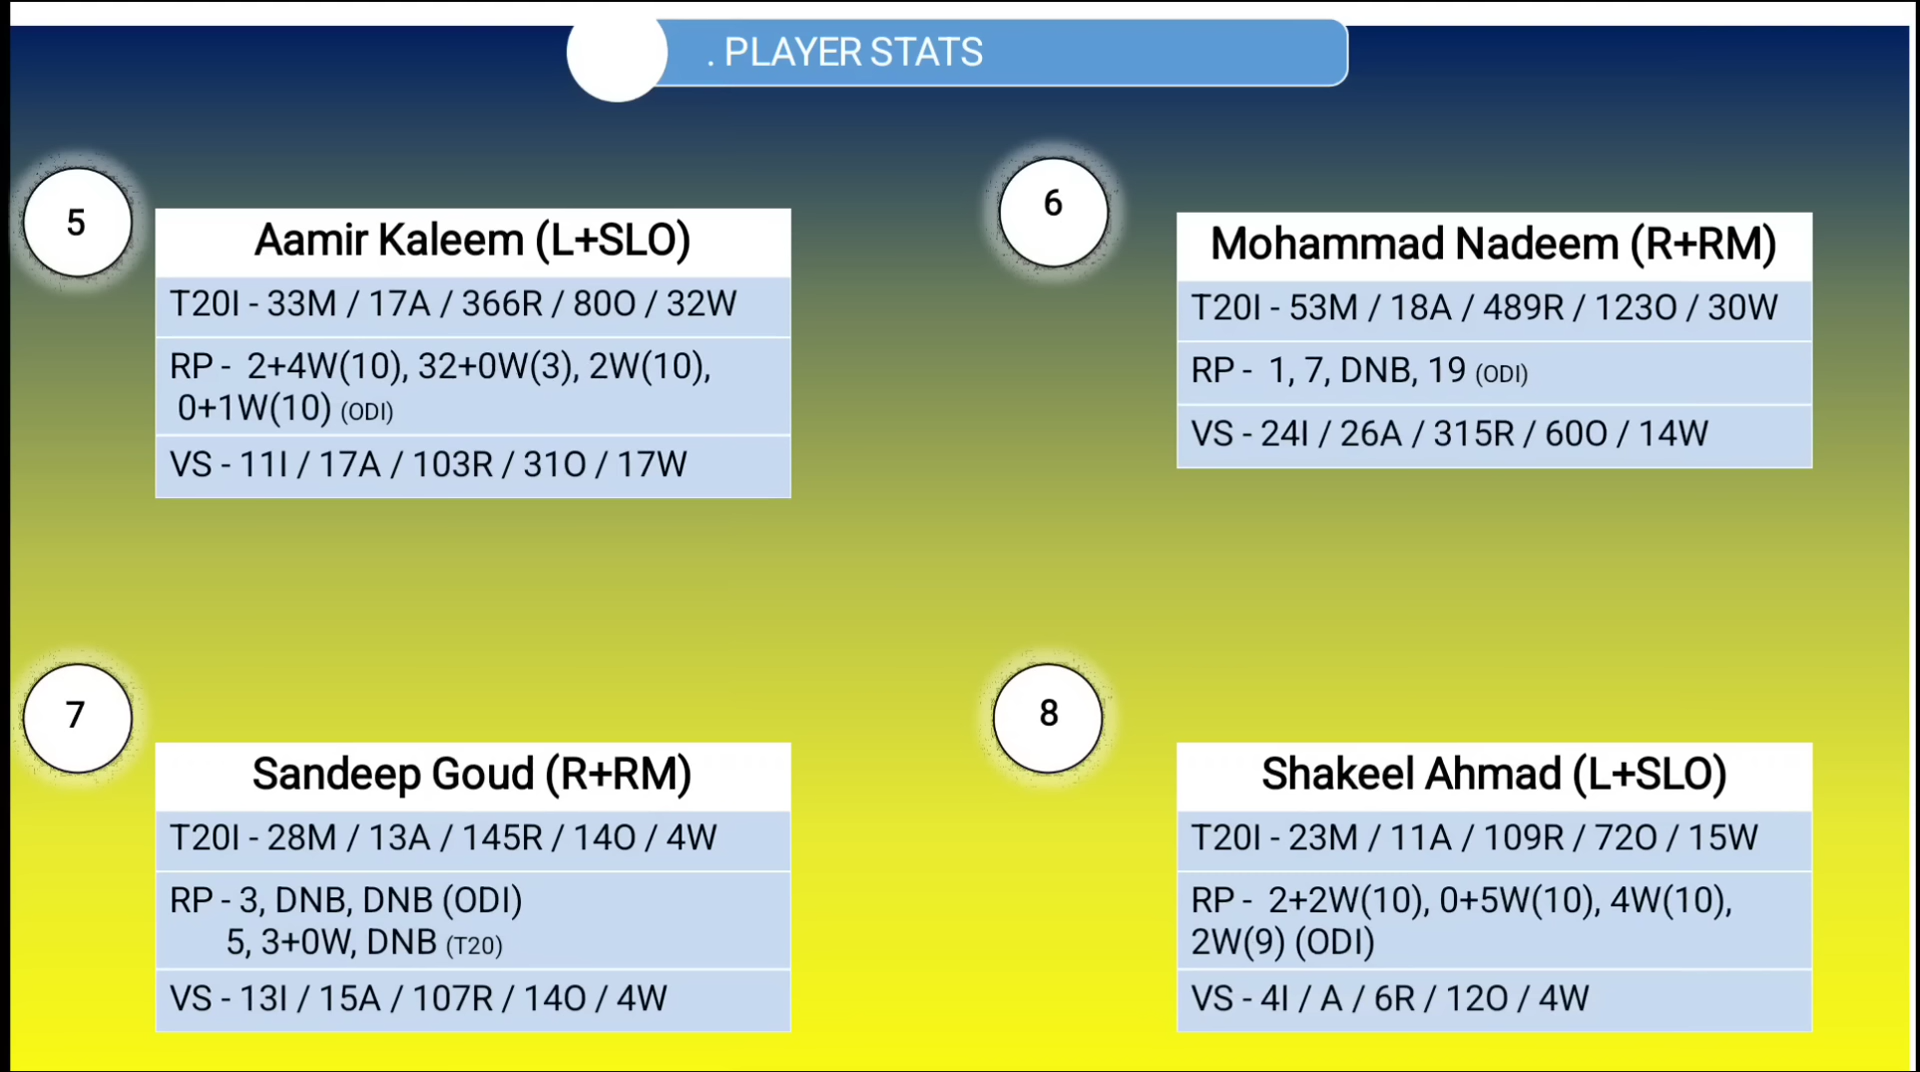 . PLAYER STATS
5
Aamir Kaleem (L+SLO)
T20I - 33M / 17A / 366R / 80O / 32W
RP - 2+4W(10), 32+0W(3), 2W(10),
0+1W(10) (ODI)
VS - 11I / 17A / 103R / 31O / 17W
6
Mohammad Nadeem (R+RM)
T20I - 53M / 18A / 489R / 123O / 30W
RP - 1, 7, DNB, 19 (ODI)
VS - 24I / 26A / 315R / 60O / 14W
7
Sandeep Goud (R+RM)
T20I - 28M / 13A / 145R / 14O / 4W
RP - 3, DNB, DNB (ODI)
5, 3+0W, DNB (T20)
VS - 13I / 15A / 107R / 14O / 4W
8
Shakeel Ahmad (L+SLO)
T20I - 23M / 11A / 109R / 72O / 15W
RP - 2+2W(10), 0+5W(10), 4W(10),
2W(9) (ODI)
VS - 4I / A / 6R / 12O / 4W